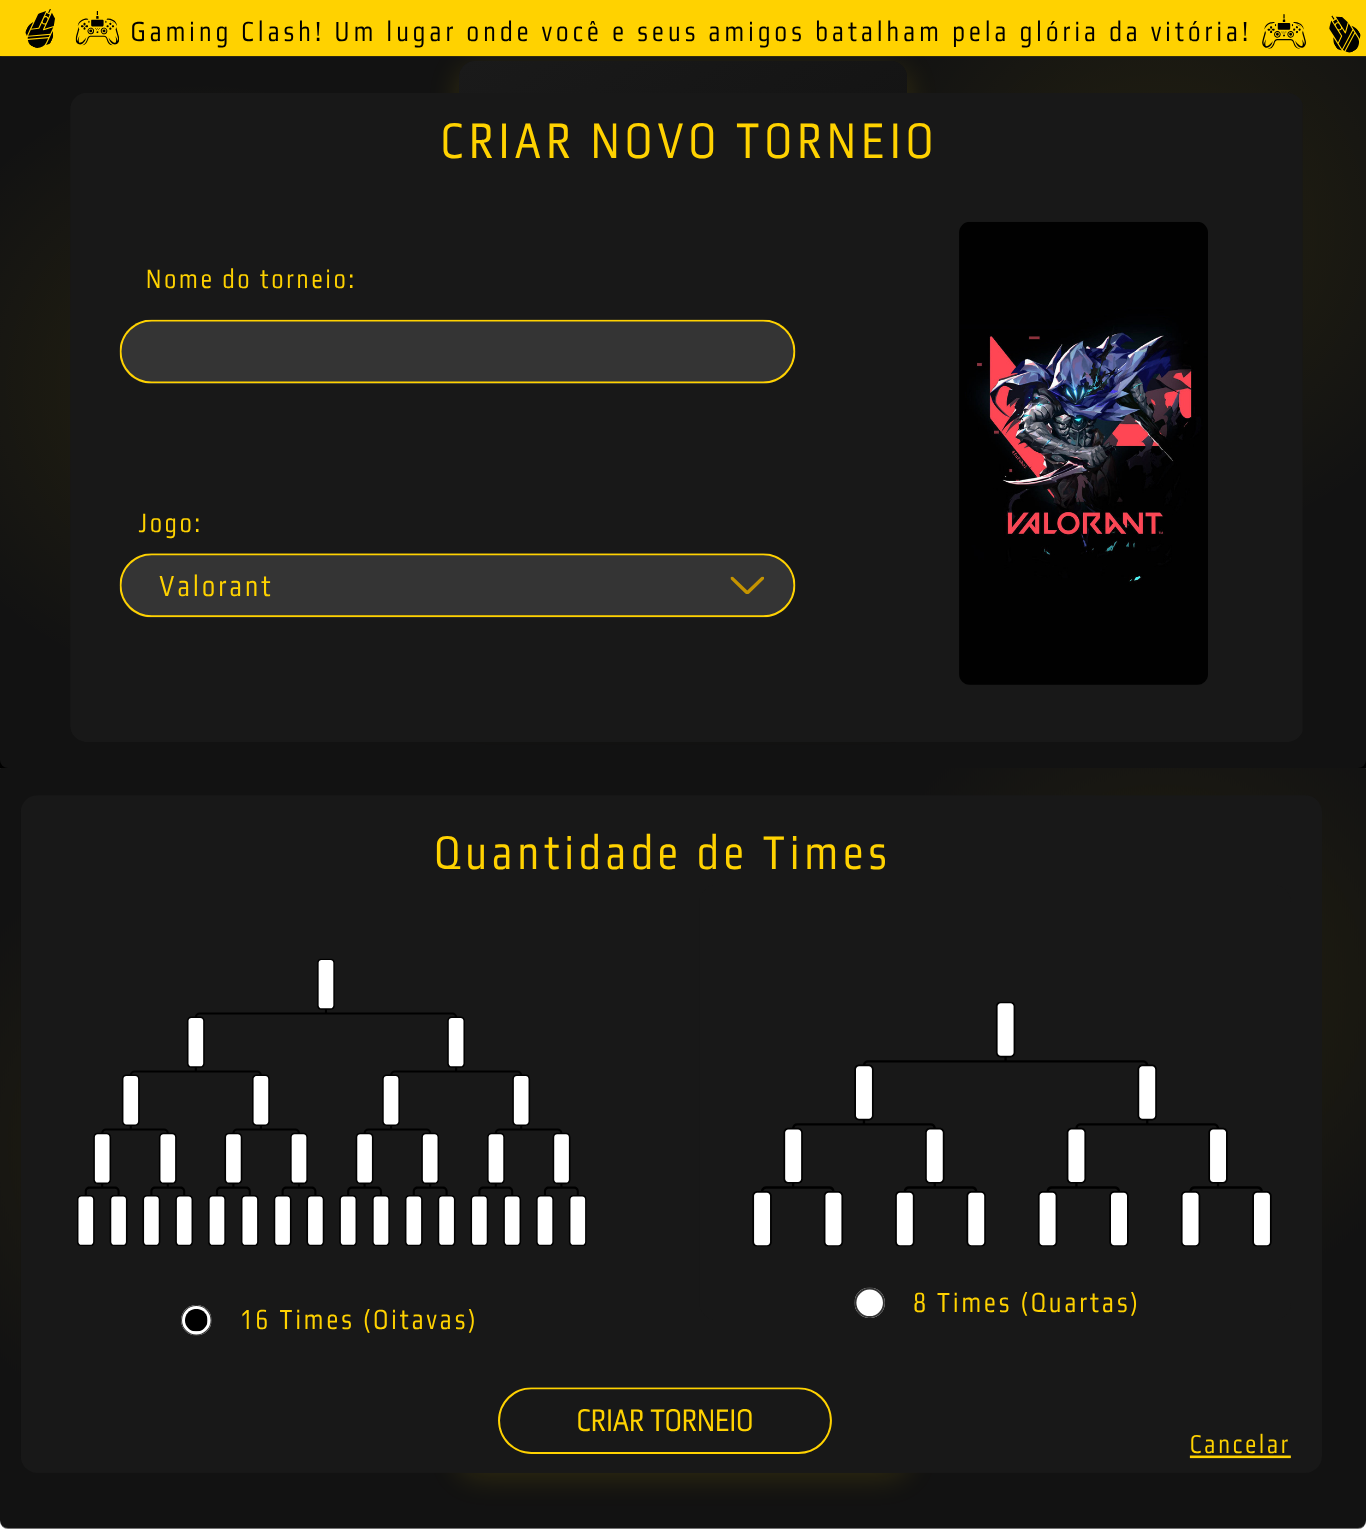 Gaming Clash! Um lugar onde você e seus amigos batalham pela glória da vitória!
CRIAR NOVO TORNEIO
Nome do torneio:
Jogo:
Valorant
VALORANT
Quantidade de Times
16 Times (Oitavas)
8 Times (Quartas)
CRIAR TORNEIO
Cancelar